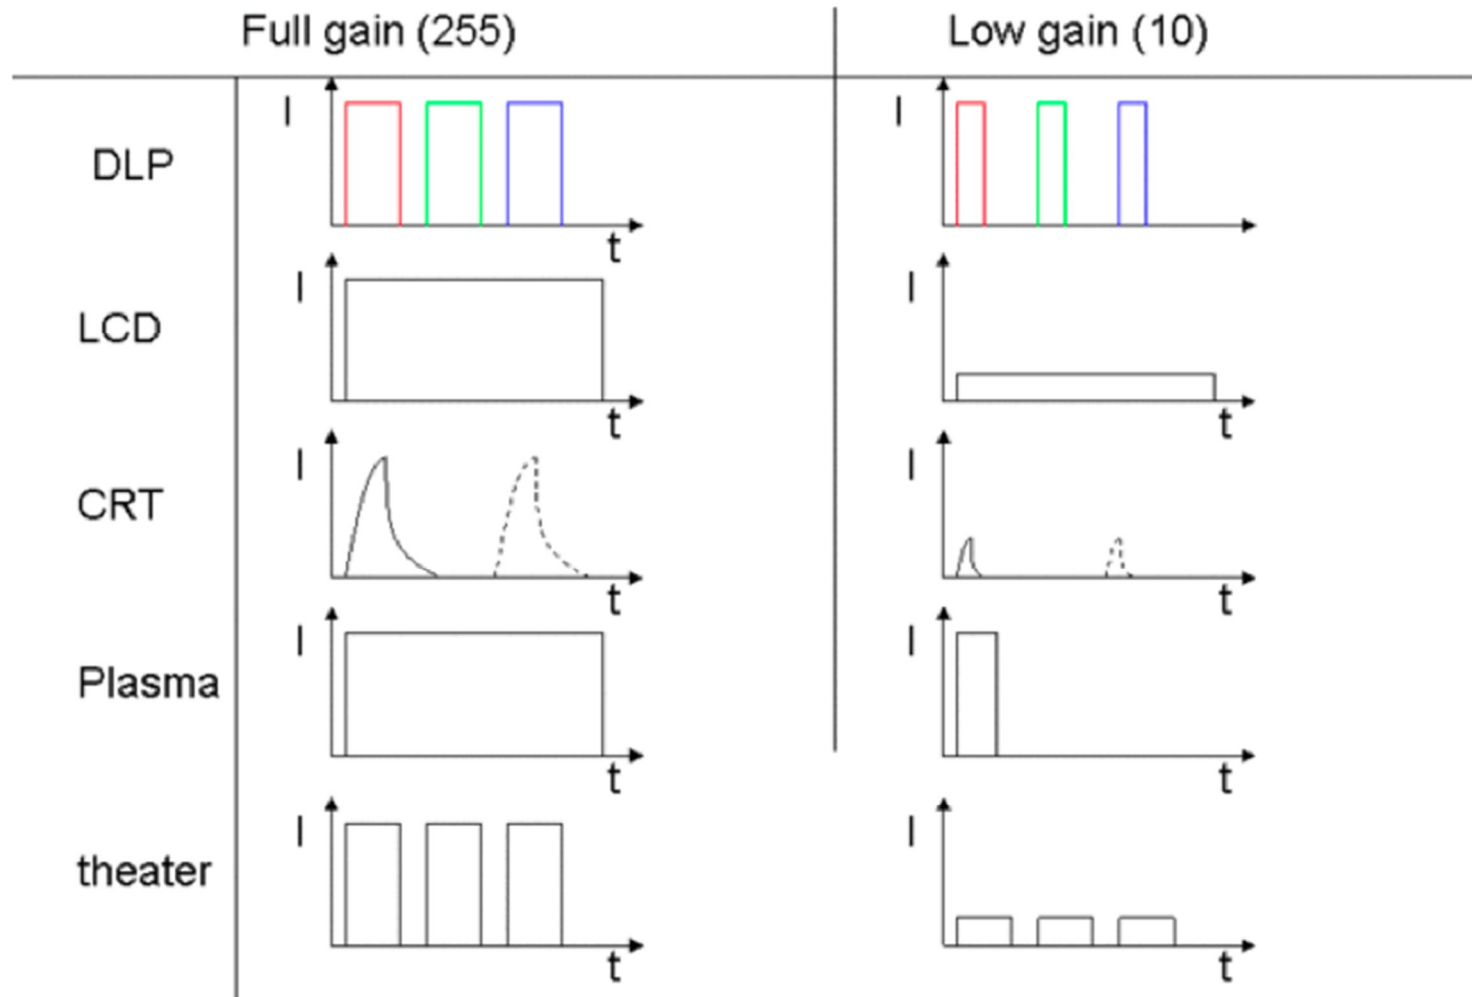 Full gain (255) Low gain (10)
DLP I t I
LCD I t I t
CRT I t I t
Plasma I t I t
theater I t I t